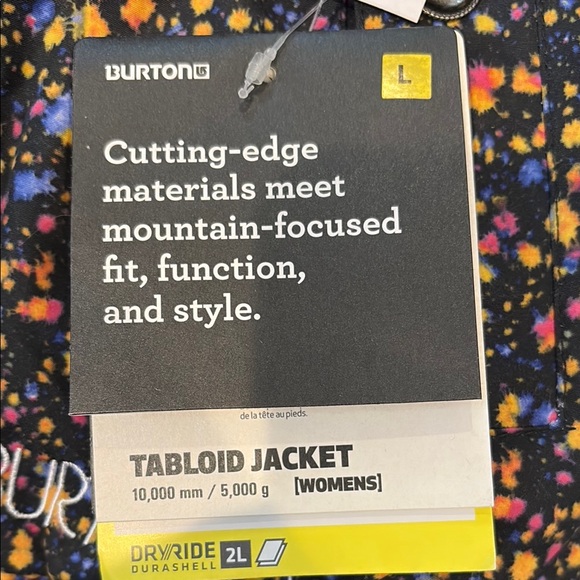 BURTON
L
Cutting-edge
materials meet
mountain-focused
fit, function,
and style.
de la tête au pieds.
TABLOID JACKET
10,000 mm / 5,000 g [WOMENS]
DRYRIDE 2L
DURASHELL